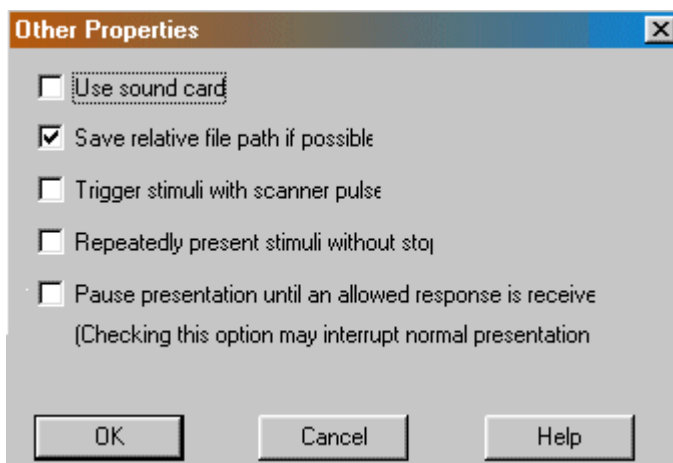 Other Properties
Use sound card
Save relative file path if possible
Trigger stimuli with scanner pulse
Repeatedly present stimuli without stop
Pause presentation until an allowed response is receive
(Checking this option may interrupt normal presentation
OK Cancel Help